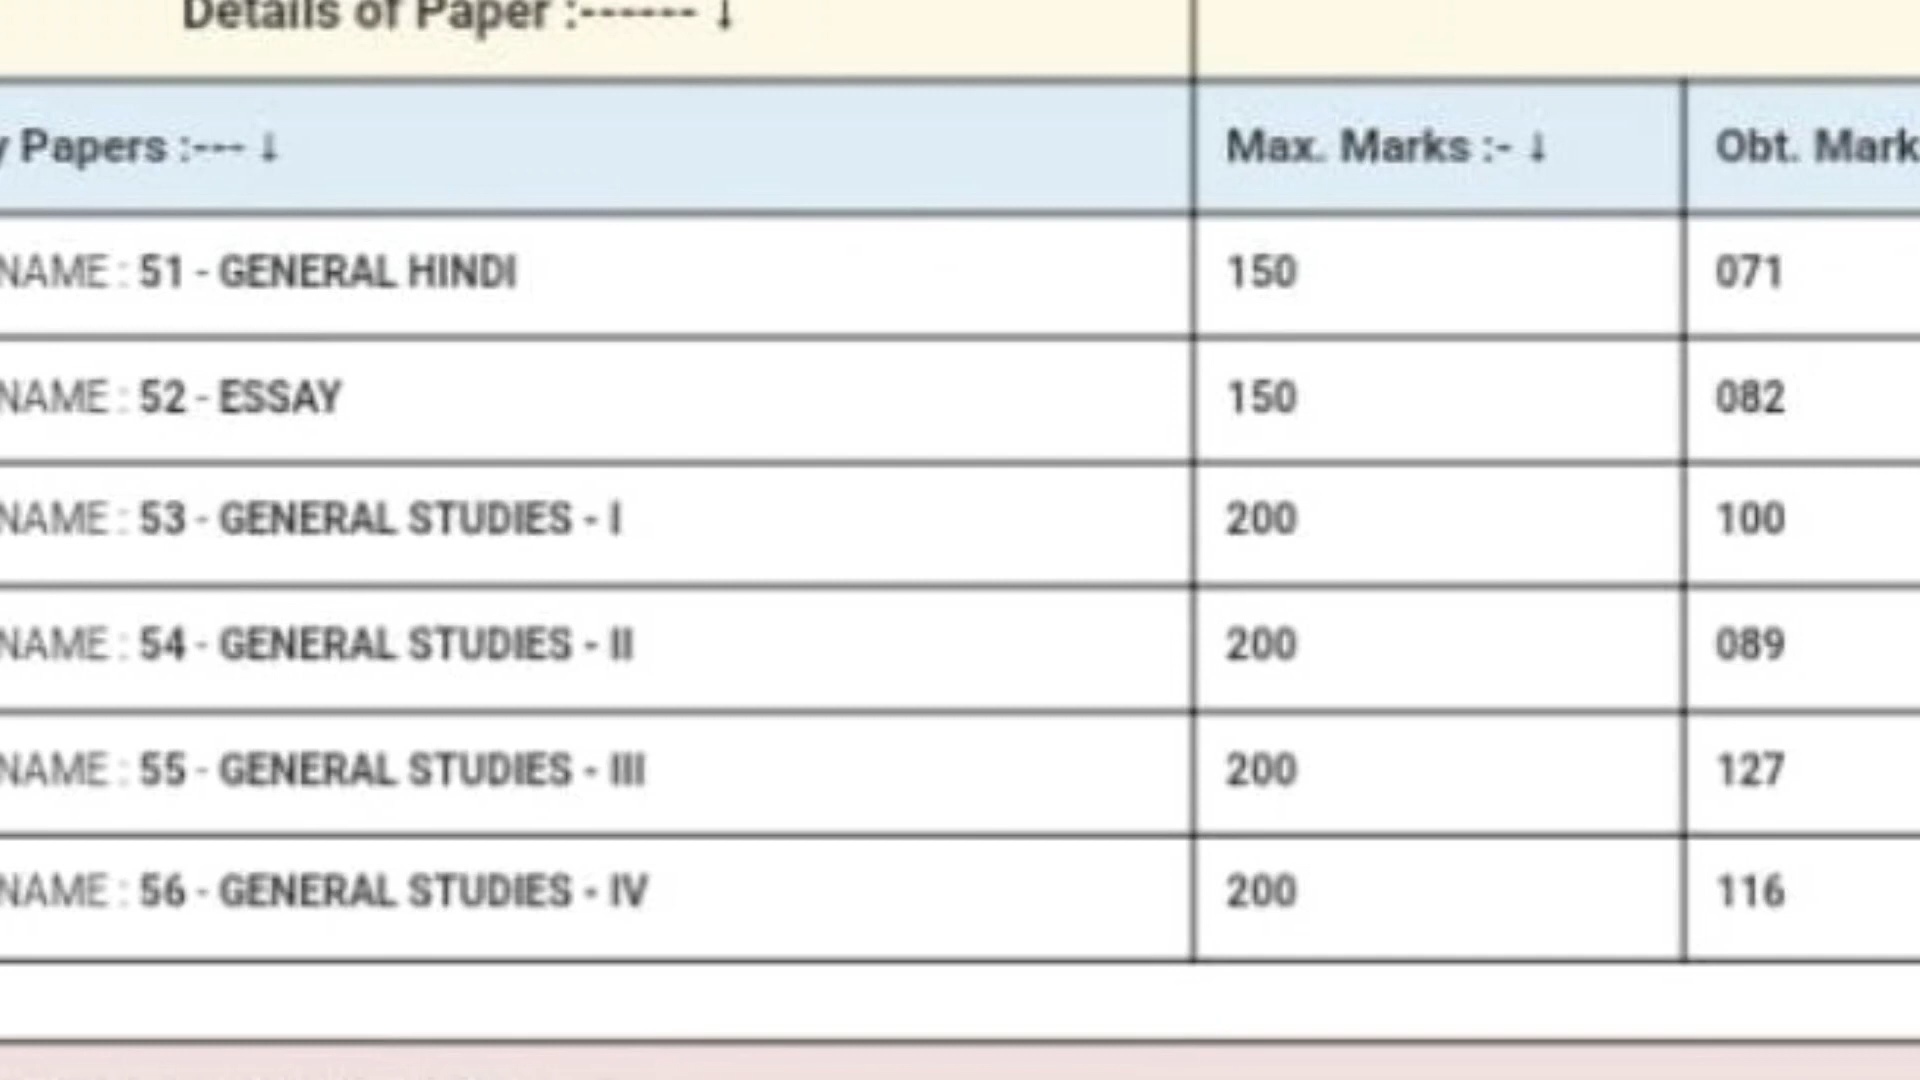 Details of Paper :------ ↓
y Papers :--- ↓ Max. Marks :- ↓ Obt. Mark
NAME : 51 - GENERAL HINDI 150 071
NAME : 52 - ESSAY 150 082
NAME : 53 - GENERAL STUDIES - I 200 100
NAME : 54 - GENERAL STUDIES - II 200 089
NAME : 55 - GENERAL STUDIES - III 200 127
NAME : 56 - GENERAL STUDIES - IV 200 116